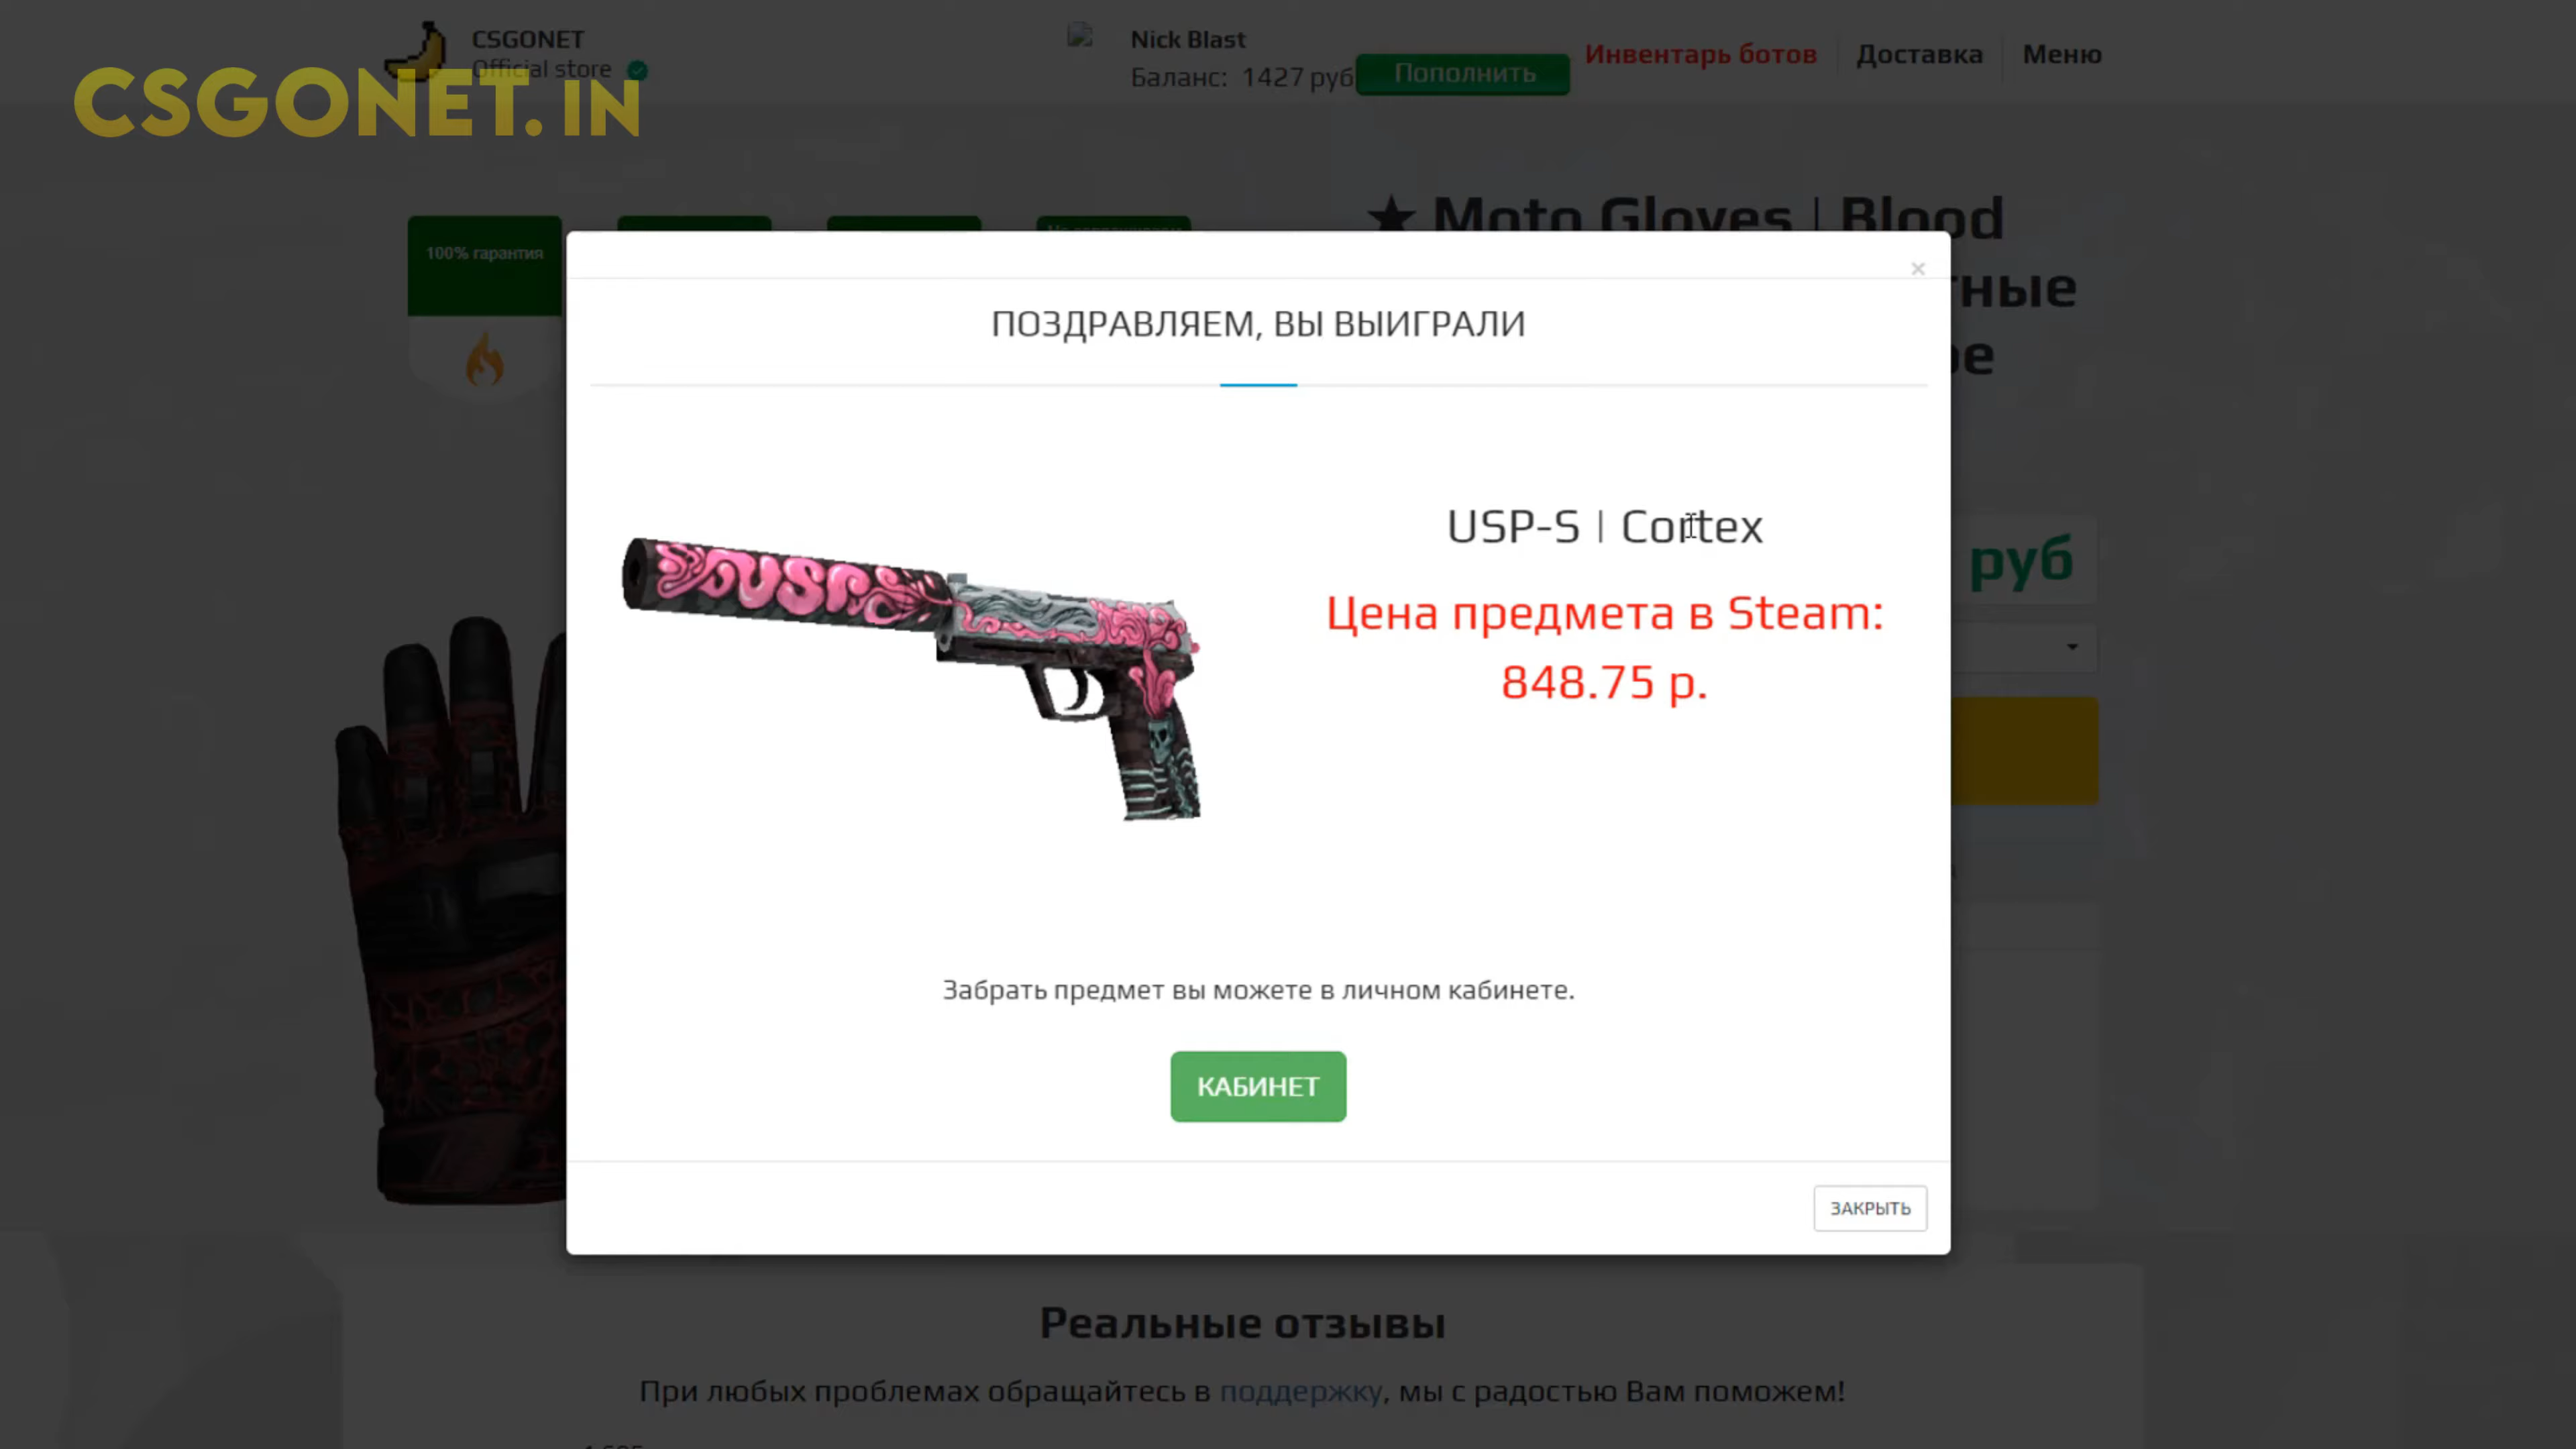 CSGONET
Official store
CSGONET.IN
Nick Blast
Баланс: 1427 руб
Пополнить
Инвентарь ботов
Доставка
Меню
100% гарантия
★ Moto Gloves | Blood
руб
×
ПОЗДРАВЛЯЕМ, ВЫ ВЫИГРАЛИ
USP
USP-S | Cortex
Цена предмета в Steam:
848.75 р.
Забрать предмет вы можете в личном кабинете.
КАБИНЕТ
ЗАКРЫТЬ
Реальные отзывы
При любых проблемах обращайтесь в поддержку, мы с радостью Вам поможем!